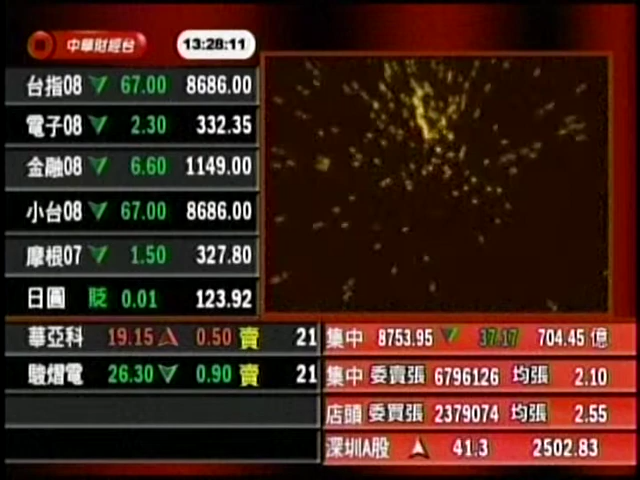 中華財經台 13:28:11
台指08 67.00 8686.00
電子08 2.30 332.35
金融08 6.60 1149.00
小台08 67.00 8686.00
摩根07 1.50 327.80
日圓 貶 0.01 123.92
華亞科 19.15 0.50 賣 21
駿熠電 26.30 0.90 賣 21
集中 8753.95 37.17 704.45 億
集中 委賣張 6796126 均張 2.10
店頭 委買張 2379074 均張 2.55
深圳A股 41.3 2502.83